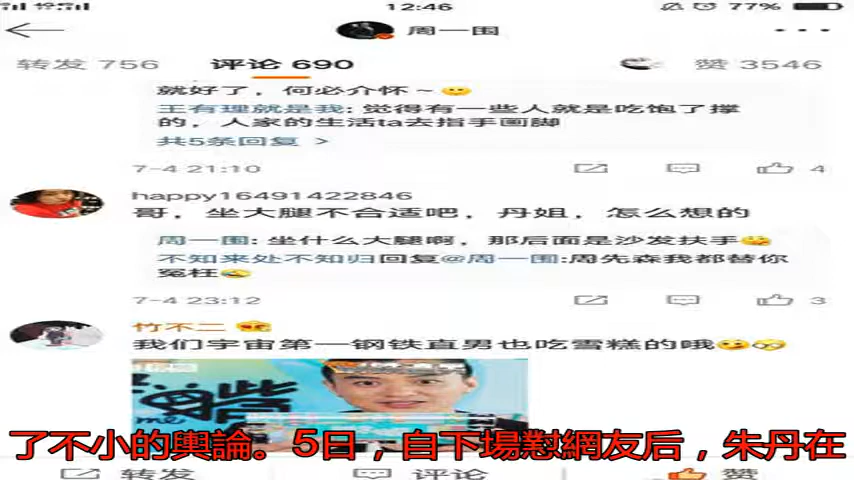 12:46
77%
周一围
转发 756
评论 690
赞 3546
就好了，何必介怀～
王有理就是我: 觉得有一些人就是吃饱了撑
的，人家的生活ta去指手画脚
共5条回复 >
7-4 21:10
4
happy16491422846
哥，坐大腿不合适吧，丹姐，怎么想的
周一围: 坐什么大腿啊，那后面是沙发扶手
不知来处不知归回复@周一围:周先森我都替你
冤枉
7-4 23:12
3
竹不二
我们宇宙第一钢铁直男也吃雪糕的哦
了不小的輿論。5日，自下場懟網友后，朱丹在
转发
评论
赞